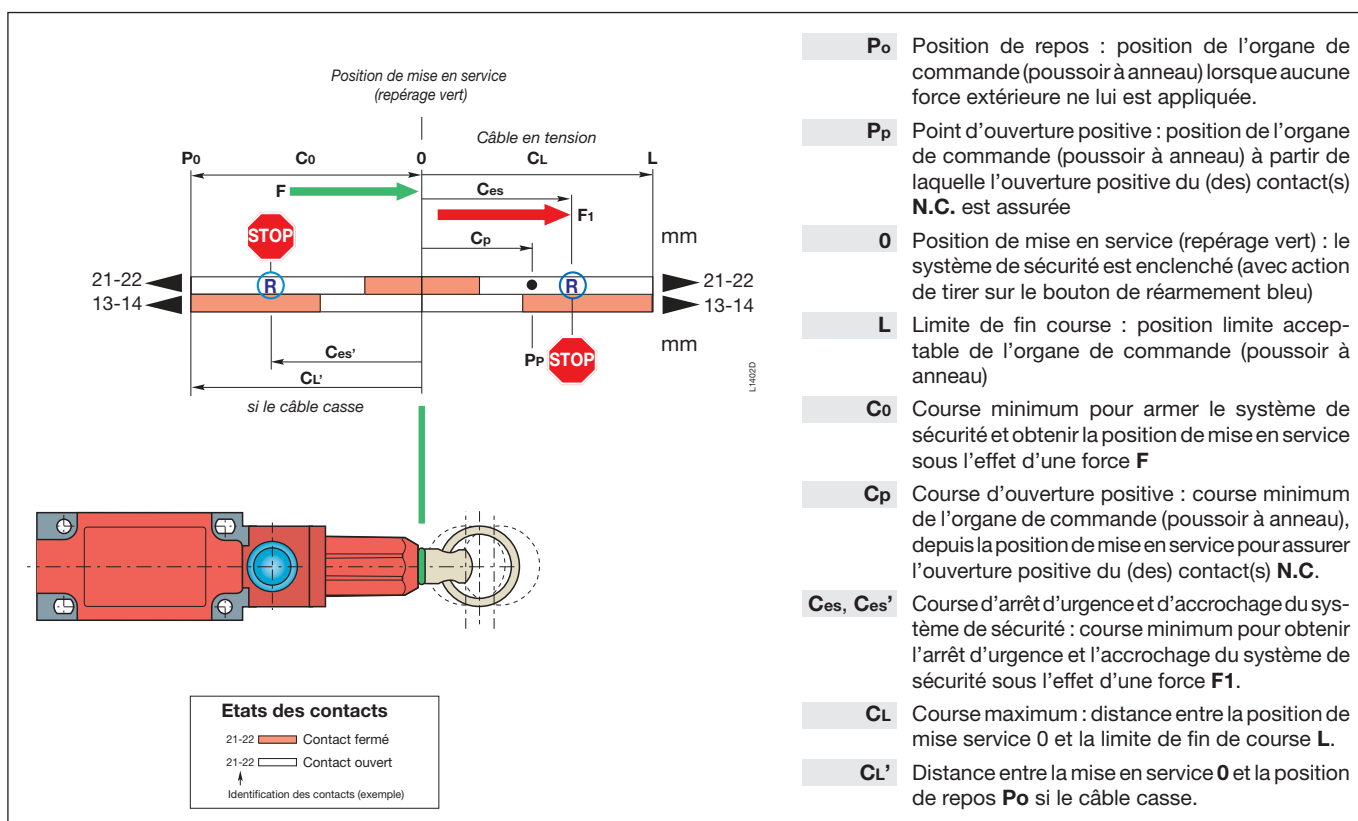 Position de mise en service
(repérage vert)
Câble en tension
Po Co 0 CL L
F Ces
F1
STOP Cp mm
21-22 R R 21-22
13-14 13-14
Ces' PP STOP mm
CL'
si le câble casse
L1402D
Etats des contacts
21-22 Contact fermé
21-22 Contact ouvert
Identification des contacts (exemple)
Po Position de repos : position de l'organe de
commande (poussoir à anneau) lorsque aucune
force extérieure ne lui est appliquée.
Pp Point d'ouverture positive : position de l'organe
de commande (poussoir à anneau) à partir de
laquelle l'ouverture positive du (des) contact(s)
N.C. est assurée
0 Position de mise en service (repérage vert) : le
système de sécurité est enclenché (avec action
de tirer sur le bouton de réarmement bleu)
L Limite de fin course : position limite accep-
table de l'organe de commande (poussoir à
anneau)
Co Course minimum pour armer le système de
sécurité et obtenir la position de mise en service
sous l'effet d'une force F
Cp Course d'ouverture positive : course minimum
de l'organe de commande (poussoir à anneau),
depuis la position de mise en service pour assurer
l'ouverture positive du (des) contact(s) N.C.
Ces, Ces' Course d'arrêt d'urgence et d'accrochage du sys-
tème de sécurité : course minimum pour obtenir
l'arrêt d'urgence et l'accrochage du système de
sécurité sous l'effet d'une force F1.
CL Course maximum : distance entre la position de
mise service 0 et la limite de fin de course L.
CL' Distance entre la mise en service 0 et la position
de repos Po si le câble casse.